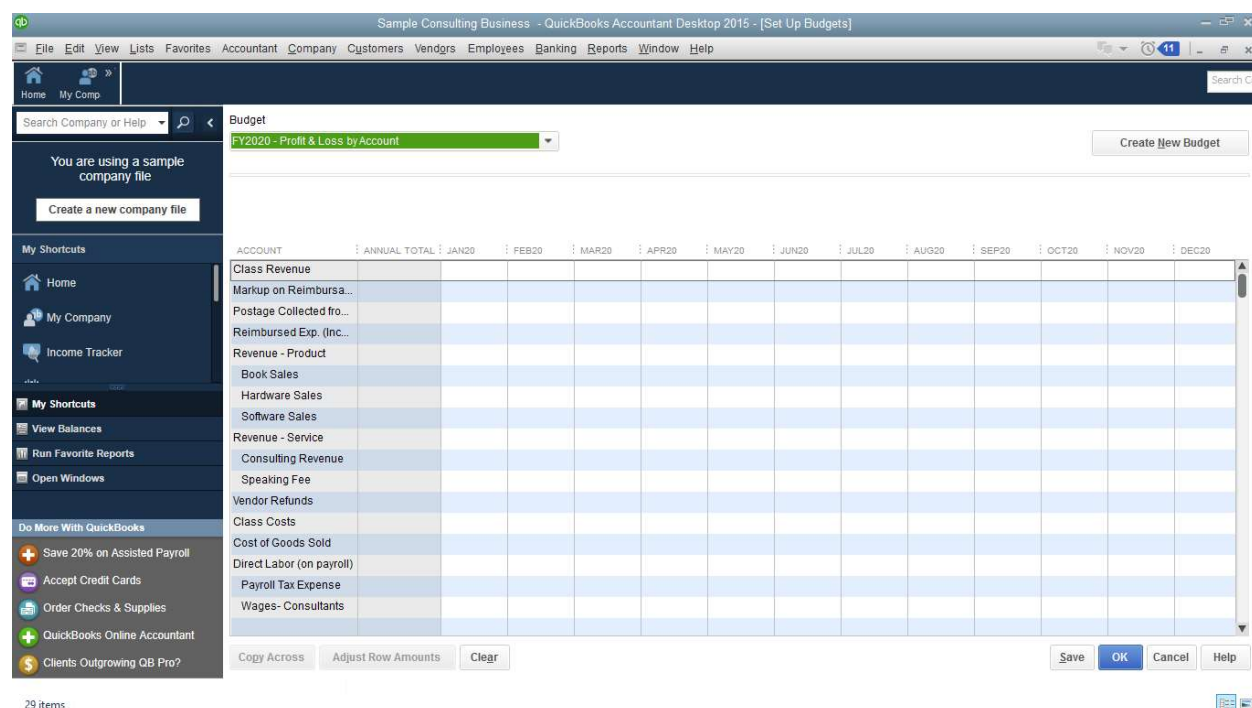 qb
Sample Consulting Business - QuickBooks Accountant Desktop 2015 - [Set Up Budgets]
File Edit View Lists Favorites Accountant Company Customers Vendors Employees Banking Reports Window Help
11
Home My Comp »
Search C
Search Company or Help
You are using a sample
company file
Create a new company file
My Shortcuts
Home
My Company
Income Tracker
My Shortcuts
View Balances
Run Favorite Reports
Open Windows
Do More With QuickBooks
Save 20% on Assisted Payroll
Accept Credit Cards
Order Checks & Supplies
QuickBooks Online Accountant
Clients Outgrowing QB Pro?
Budget
FY2020 - Profit & Loss by Account
Create New Budget
ACCOUNT ANNUAL TOTAL JAN20 FEB20 MAR20 APR20 MAY20 JUN20 JUL20 AUG20 SEP20 OCT20 NOV20 DEC20
Class Revenue
Markup on Reimbursa...
Postage Collected fro...
Reimbursed Exp. (Inc...
Revenue - Product
Book Sales
Hardware Sales
Software Sales
Revenue - Service
Consulting Revenue
Speaking Fee
Vendor Refunds
Class Costs
Cost of Goods Sold
Direct Labor (on payroll)
Payroll Tax Expense
Wages- Consultants
Copy Across Adjust Row Amounts Clear Save OK Cancel Help
29 items